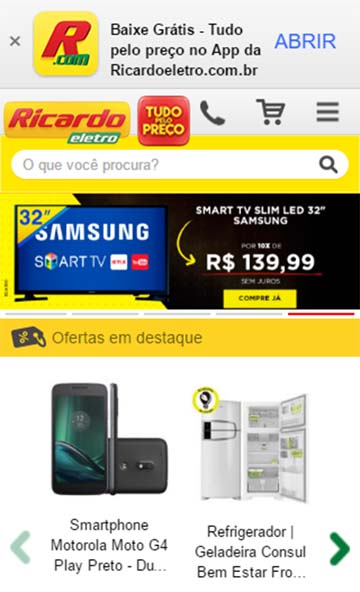 R
.com
Baixe Grátis - Tudo
pelo preço no App da
Ricardoeletro.com.br
ABRIR
Ricardo
eletro
TUDO
PELO
PREÇO
O que você procura?
32"
SAMSUNG
SMART TV
NETFLIX
YouTube
SMART TV SLIM LED 32"
SAMSUNG
POR 10X DE
R$ 139,99
SEM JUROS
COMPRE JÁ
%
Ofertas em destaque
Smartphone
Motorola Moto G4
Play Preto - Du...
Refrigerador |
Geladeira Consul
Bem Estar Fro...